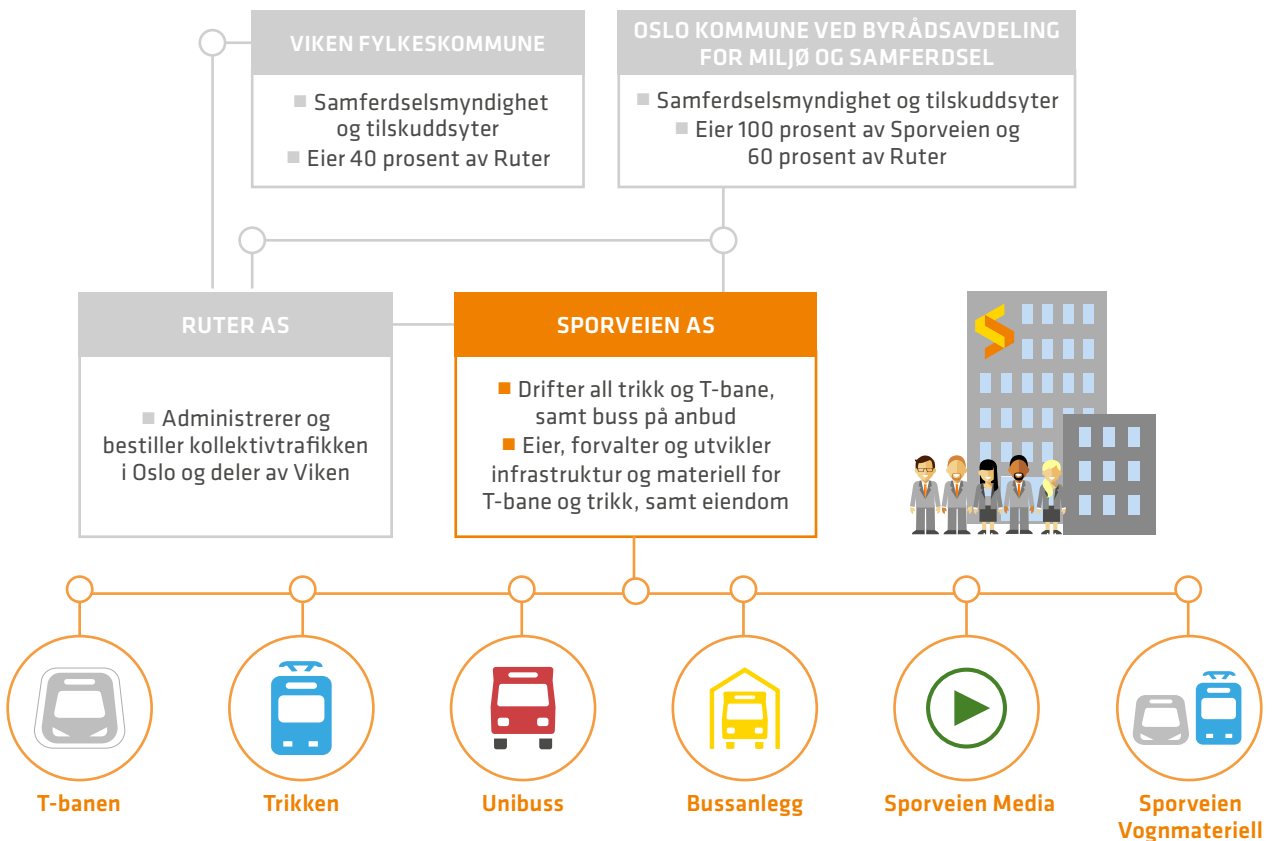 VIKEN FYLKESKOMMUNE
■ Samferdselsmyndighet
og tilskuddsyter
■ Eier 40 prosent av Ruter
OSLO KOMMUNE VED BYRÅDSAVDELING
FOR MILJØ OG SAMFERDSEL
■ Samferdselsmyndighet og tilskuddsyter
■ Eier 100 prosent av Sporveien og
60 prosent av Ruter
RUTER AS
■ Administrerer og
bestiller kollektivtrafikken
i Oslo og deler av Viken
SPORVEIEN AS
■ Drifter all trikk og T-bane,
samt buss på anbud
■ Eier, forvalter og utvikler
infrastruktur og materiell for
T-bane og trikk, samt eiendom
T-banen
Trikken
Unibuss
Bussanlegg
Sporveien Media
Sporveien
Vognmateriell